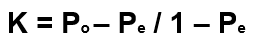 K = Po – Pe / 1 – Pe